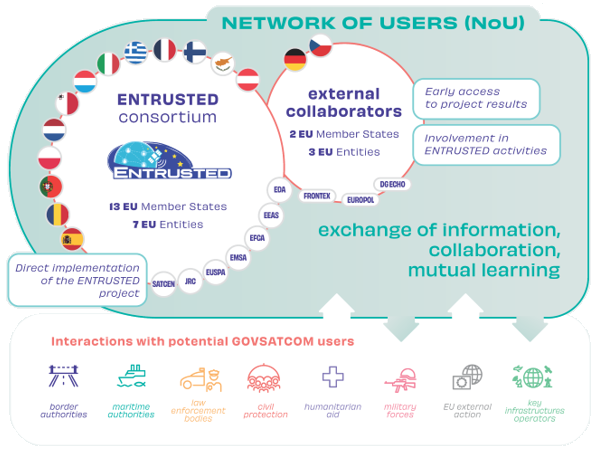 NETWORK OF USERS (NoU)
ENTRUSTED
consortium
ENTRUSTED
13 EU Member States
7 EU Entities
external
collaborators
2 EU Member States
3 EU Entities
Early access
to project results
Involvement in
ENTRUSTED activities
EDA
EEAS
EFCA
EMSA
EUSPA
JRC
SATCEN
FRONTEX
EUROPOL
DG ECHO
exchange of information,
collaboration,
mutual learning
Direct implementation
of the ENTRUSTED
project
Interactions with potential GOVSATCOM users
border
authorities
maritime
authorities
law
enforcement
bodies
civil
protection
humanitarian
aid
military
forces
EU external
action
key
infrastructures
operators